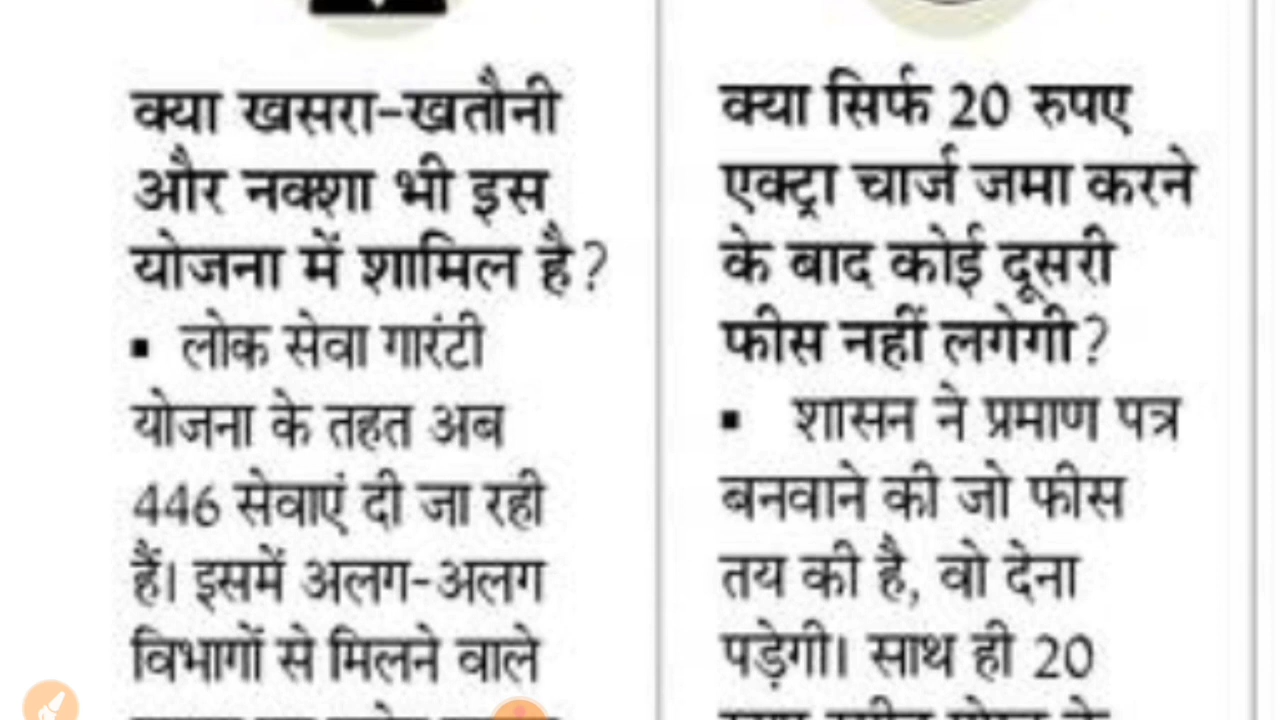 क्या खसरा-खतौनी
और नक्शा भी इस
योजना में शामिल है?
▪ लोक सेवा गारंटी
योजना के तहत अब
446 सेवाएं दी जा रही
हैं। इसमें अलग-अलग
विभागों से मिलने वाले
क्या सिर्फ 20 रुपए
एक्ट्रा चार्ज जमा करने
के बाद कोई दूसरी
फीस नहीं लगेगी?
▪ शासन ने प्रमाण पत्र
बनवाने की जो फीस
तय की है, वो देना
पड़ेगी। साथ ही 20